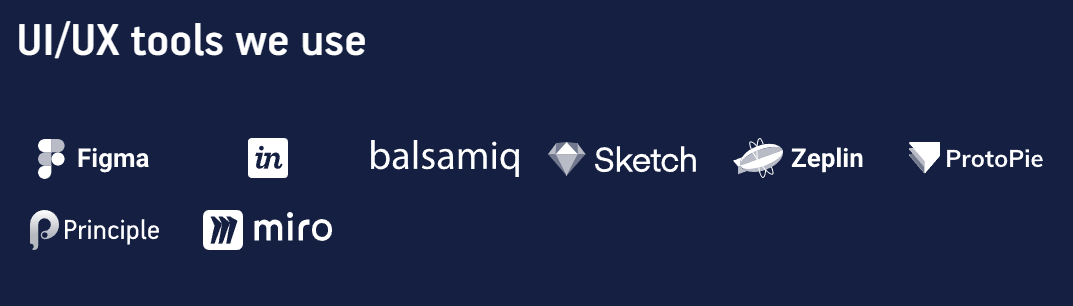 UI/UX tools we use
Figma in balsamiq Sketch Zeplin ProtoPie
Principle miro